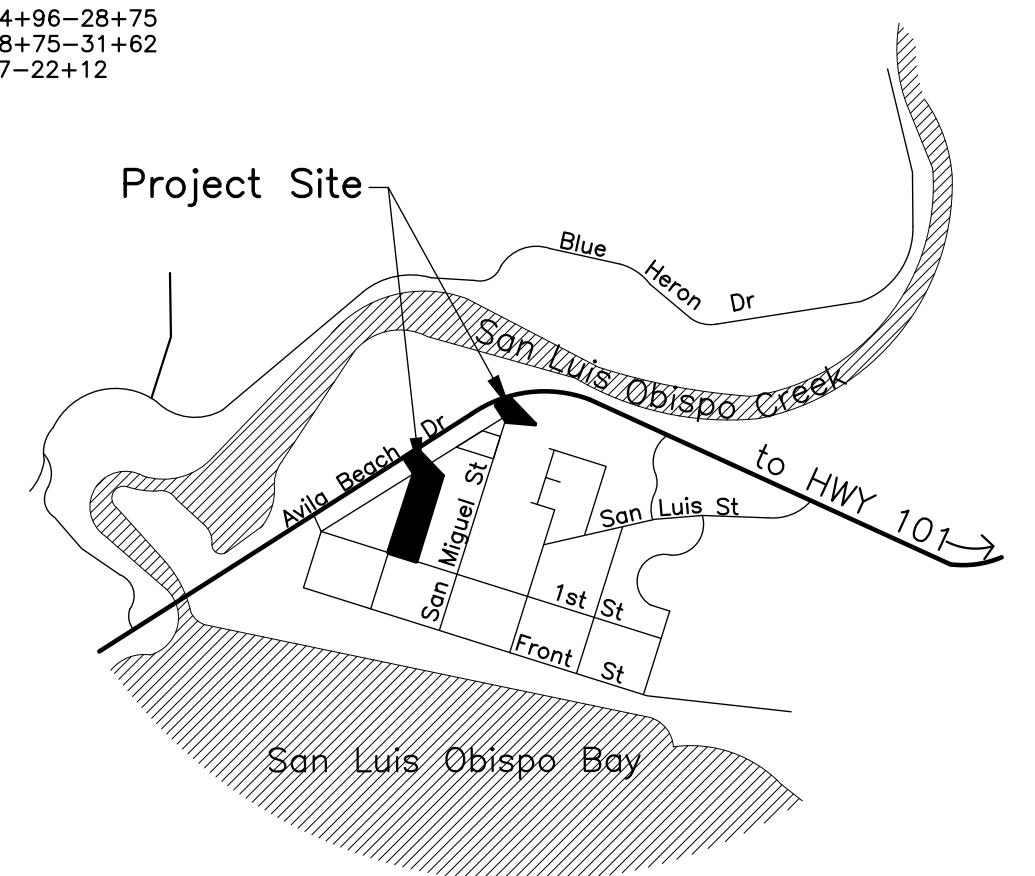 4+96-28+75
8+75-31+62
7-22+12
Project Site
Blue Heron Dr
San Luis Obispo Creek
Avila Beach Dr
to HWY 101
San Miguel St
San Luis St
1st St
Front St
San Luis Obispo Bay